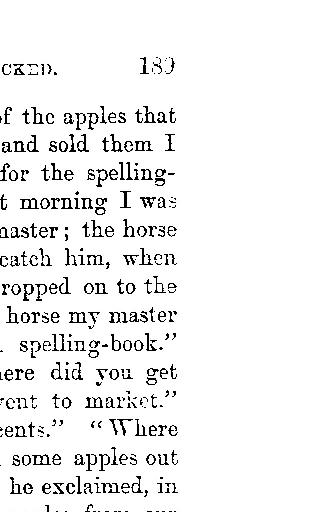 CKED. 189
of the apples that
and sold them I
for the spelling-
t morning I was
master; the horse
catch him, when
ropped on to the
horse my master
spelling-book.”
here did you get
vent to market.”
cents.” “Where
some apples out
he exclaimed, in